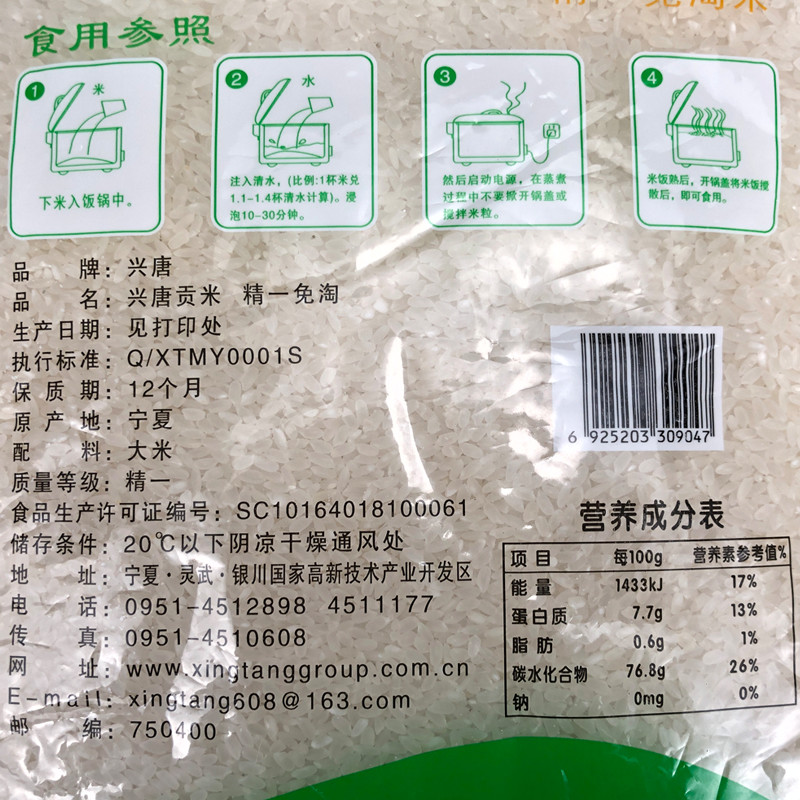 食用参照
1 米
下米入饭锅中。
2 水
注入清水,(比例:1杯米兑
1.1-1.4杯清水计算)。浸
泡10-30分钟。
3
然后启动电源,在蒸煮
过程中不要掀开锅盖或
搅拌米粒。
4
米饭熟后,开锅盖将米饭搅
散后,即可食用。
品 牌: 兴唐
品 名: 兴唐贡米 精一免淘
生产日期: 见打印处
执行标准: Q/XTMY0001S
保 质 期: 12个月
原 产 地: 宁夏
配 料: 大米
质量等级: 精一
食品生产许可证编号: SC10164018100061
储存条件: 20℃以下阴凉干燥通风处
地 址: 宁夏·灵武·银川国家高新技术产业开发区
电 话: 0951-4512898 4511177
传 真: 0951-4510608
网 址: www.xingtanggroup.com.cn
E-mail: xingtang608@163.com
邮 编: 750400
6 925203 309047
营养成分表
项目 每100g 营养素参考值%
能量 1433kJ 17%
蛋白质 7.7g 13%
脂肪 0.6g 1%
碳水化合物 76.8g 26%
钠 0mg 0%